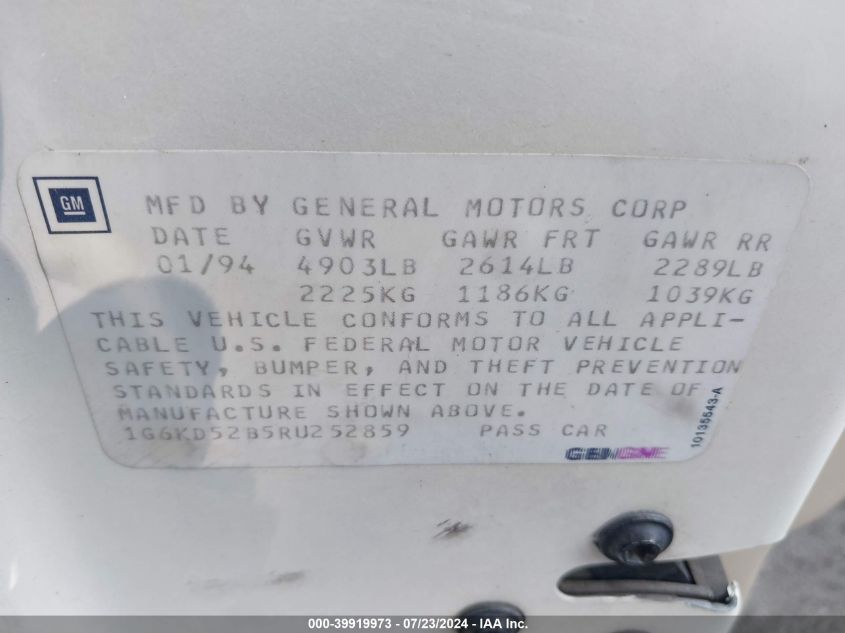 GM
MFD BY GENERAL MOTORS CORP
DATE GVWR GAWR FRT GAWR RR
01/94 4903LB 2614LB 2289LB
2225KG 1186KG 1039KG
THIS VEHICLE CONFORMS TO ALL APPLI-
CABLE U.S. FEDERAL MOTOR VEHICLE
SAFETY, BUMPER, AND THEFT PREVENTION
STANDARDS IN EFFECT ON THE DATE OF
MANUFACTURE SHOWN ABOVE.
1G6KD52B5RU252859 PASS CAR
10135543-A
000-39919973 - 07/23/2024 - IAA Inc.